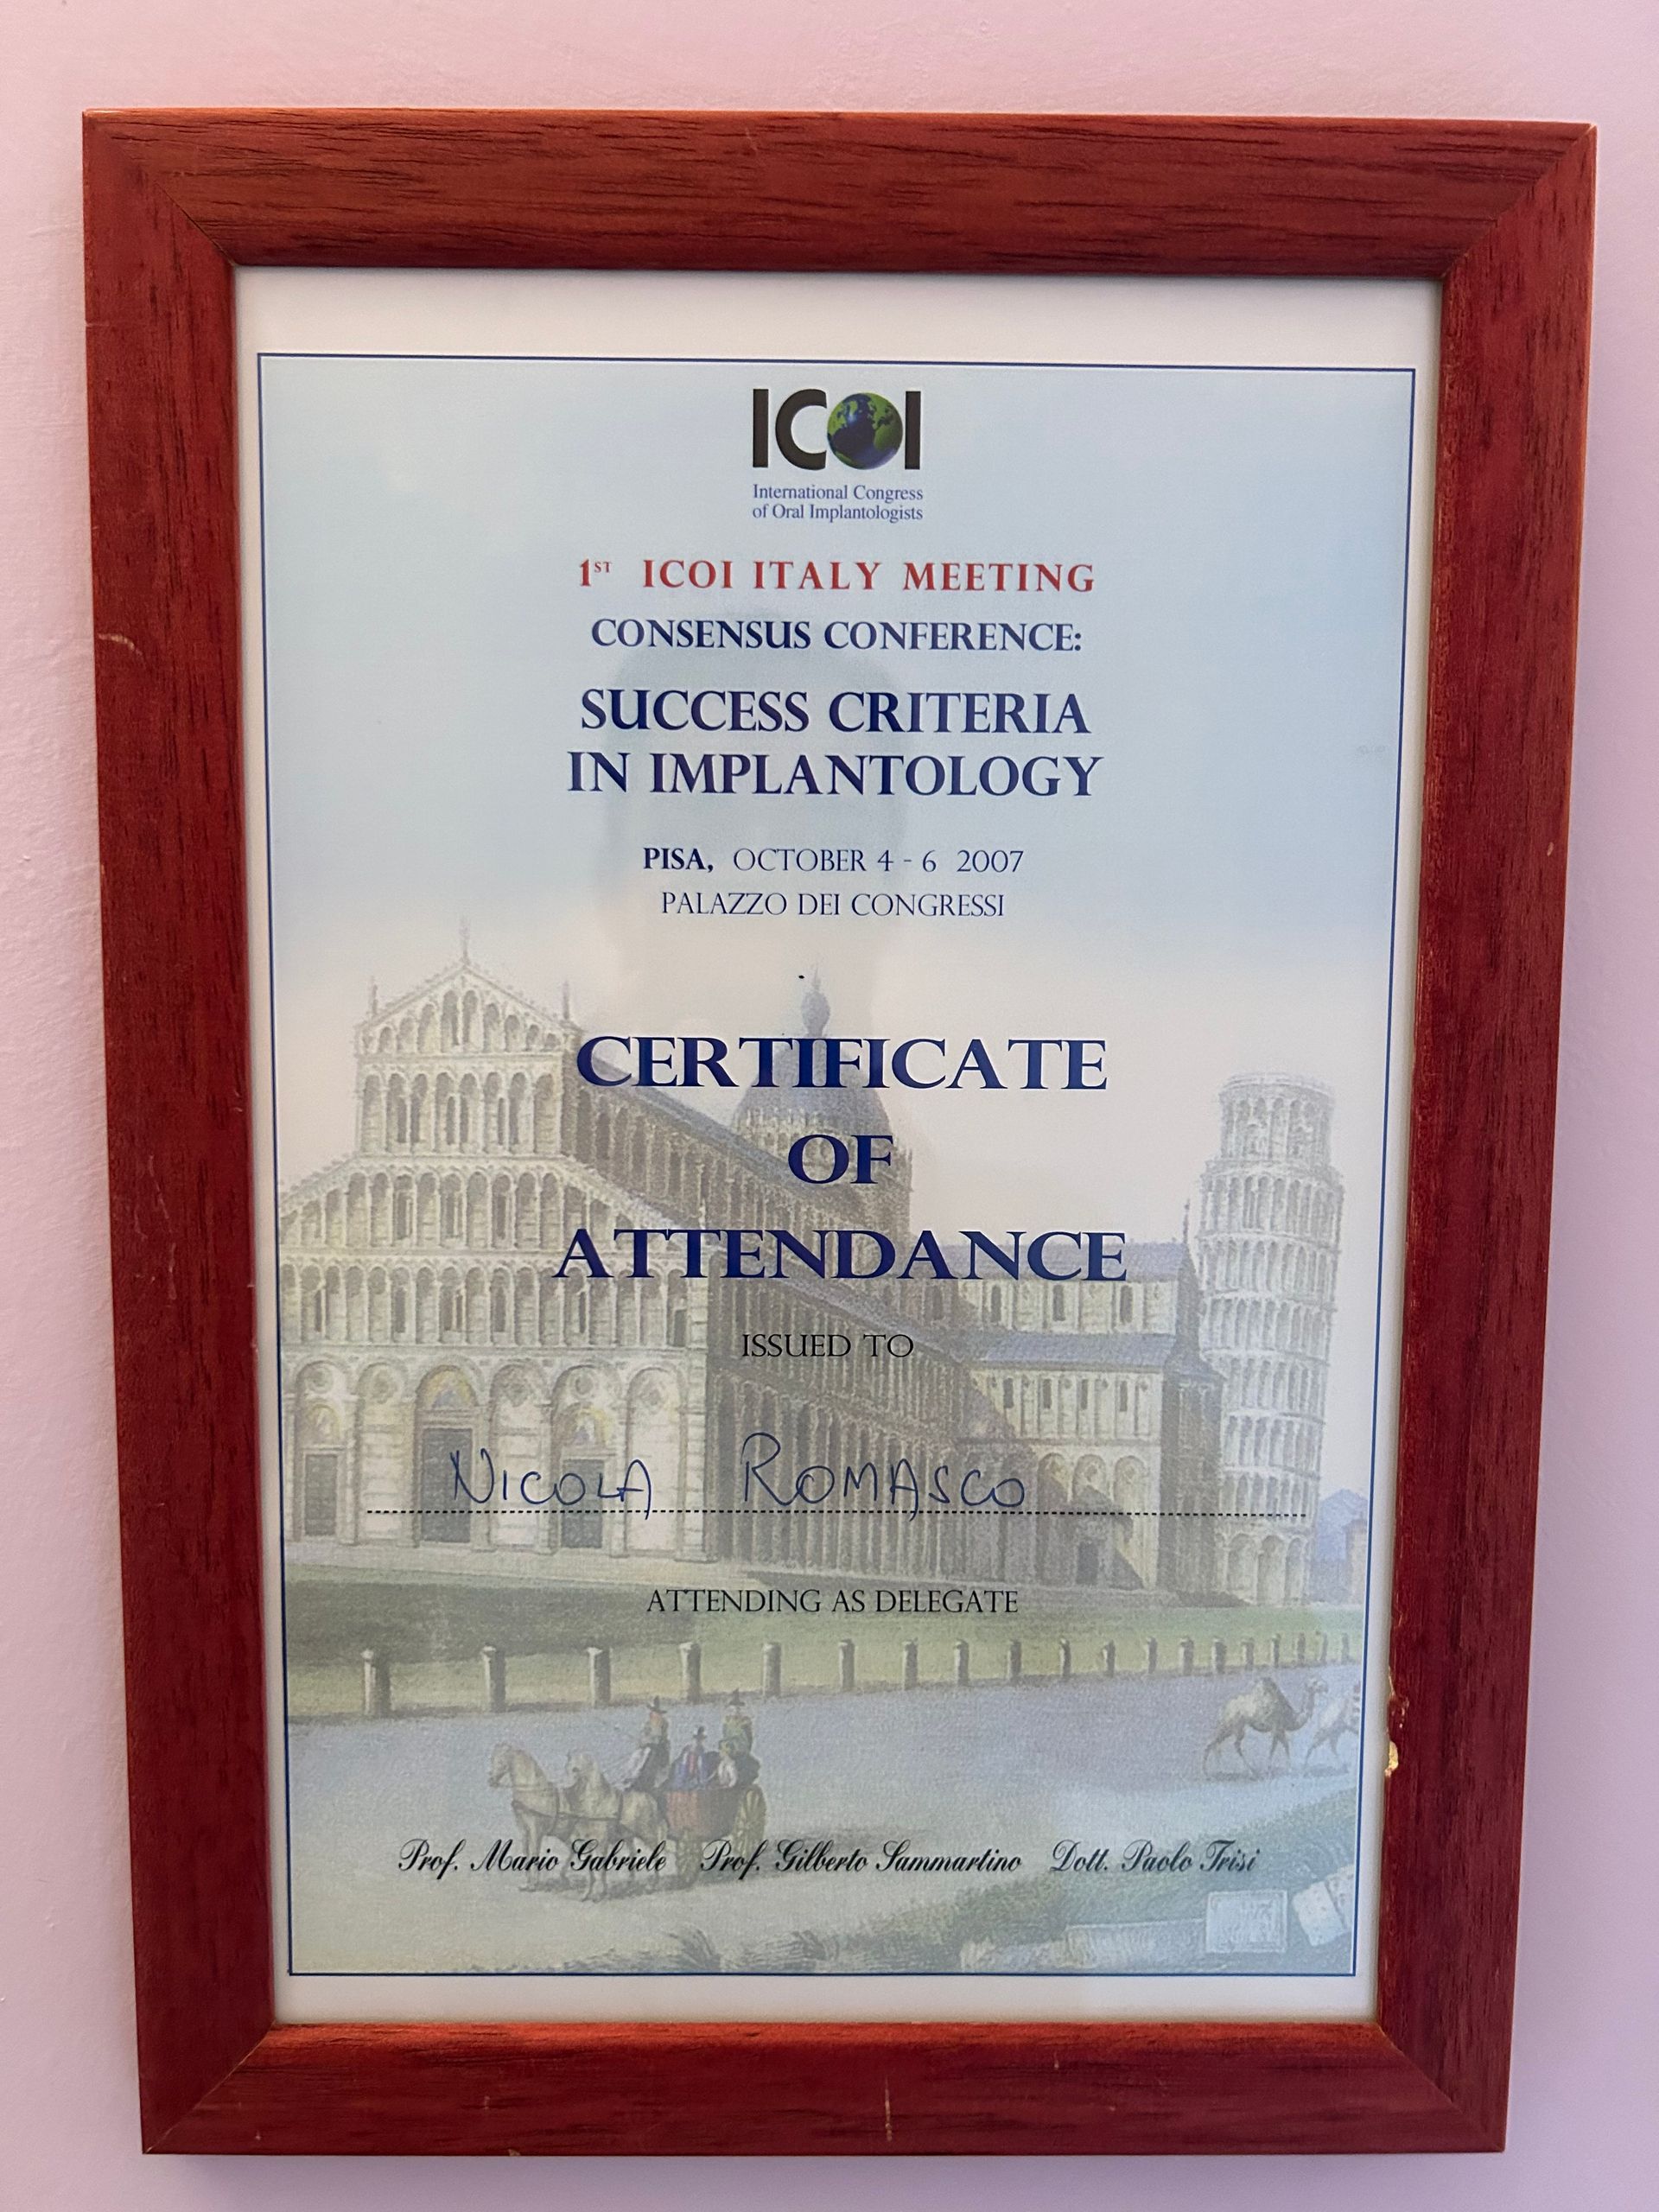 ICOI
International Congress
of Oral Implantologists
1ST ICOI ITALY MEETING
CONSENSUS CONFERENCE:
SUCCESS CRITERIA
IN IMPLANTOLOGY
PISA, OCTOBER 4 - 6 2007
PALAZZO DEI CONGRESSI
CERTIFICATE
OF
ATTENDANCE
ISSUED TO
NICOLA ROMASCO
ATTENDING AS DELEGATE
Prof. Mario Gabriele Prof. Gilberto Sammartino Dott. Paolo Trisi